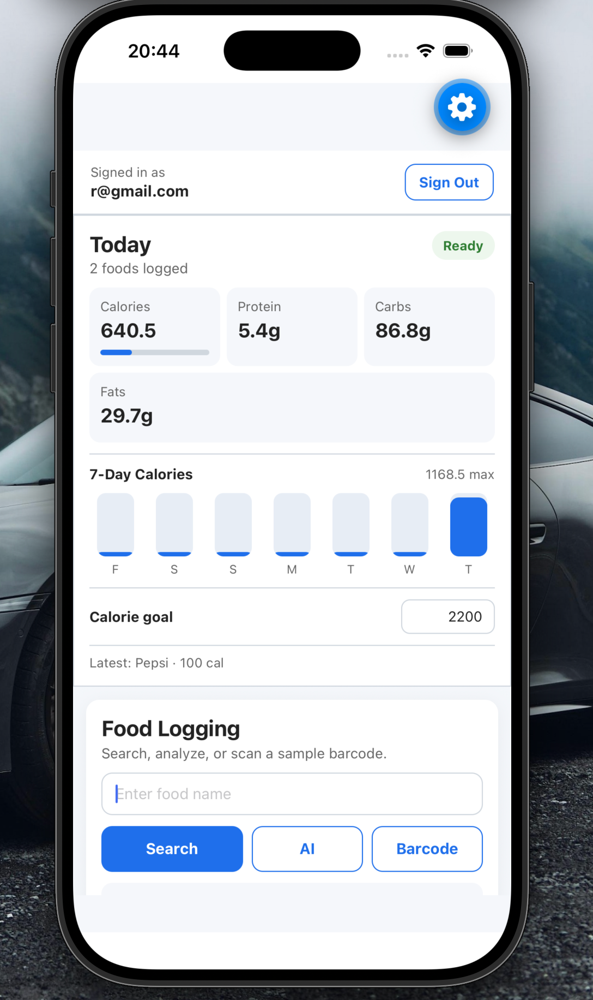 20:44
Signed in as
r@gmail.com
Sign Out
Today
Ready
2 foods logged
Calories
640.5
Protein
5.4g
Carbs
86.8g
Fats
29.7g
7-Day Calories
1168.5 max
F S S M T W T
Calorie goal
2200
Latest: Pepsi · 100 cal
Food Logging
Search, analyze, or scan a sample barcode.
Enter food name
Search
AI
Barcode